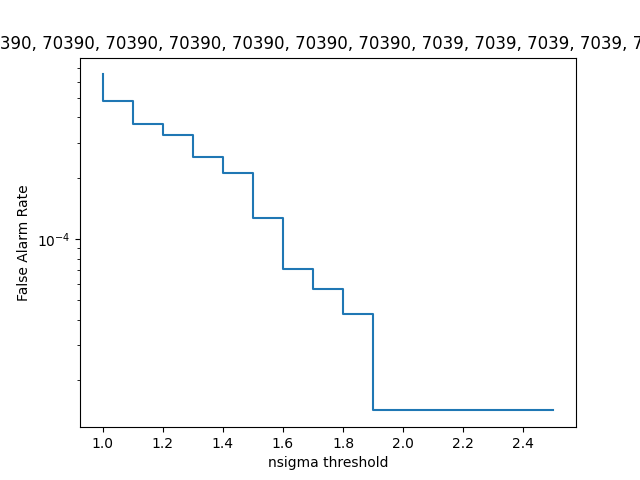 390, 70390, 70390, 70390, 70390, 70390, 70390, 7039, 7039, 7039, 7039, 7
False Alarm Rate
10⁻⁴
1.0 1.2 1.4 1.6 1.8 2.0 2.2 2.4
nsigma threshold